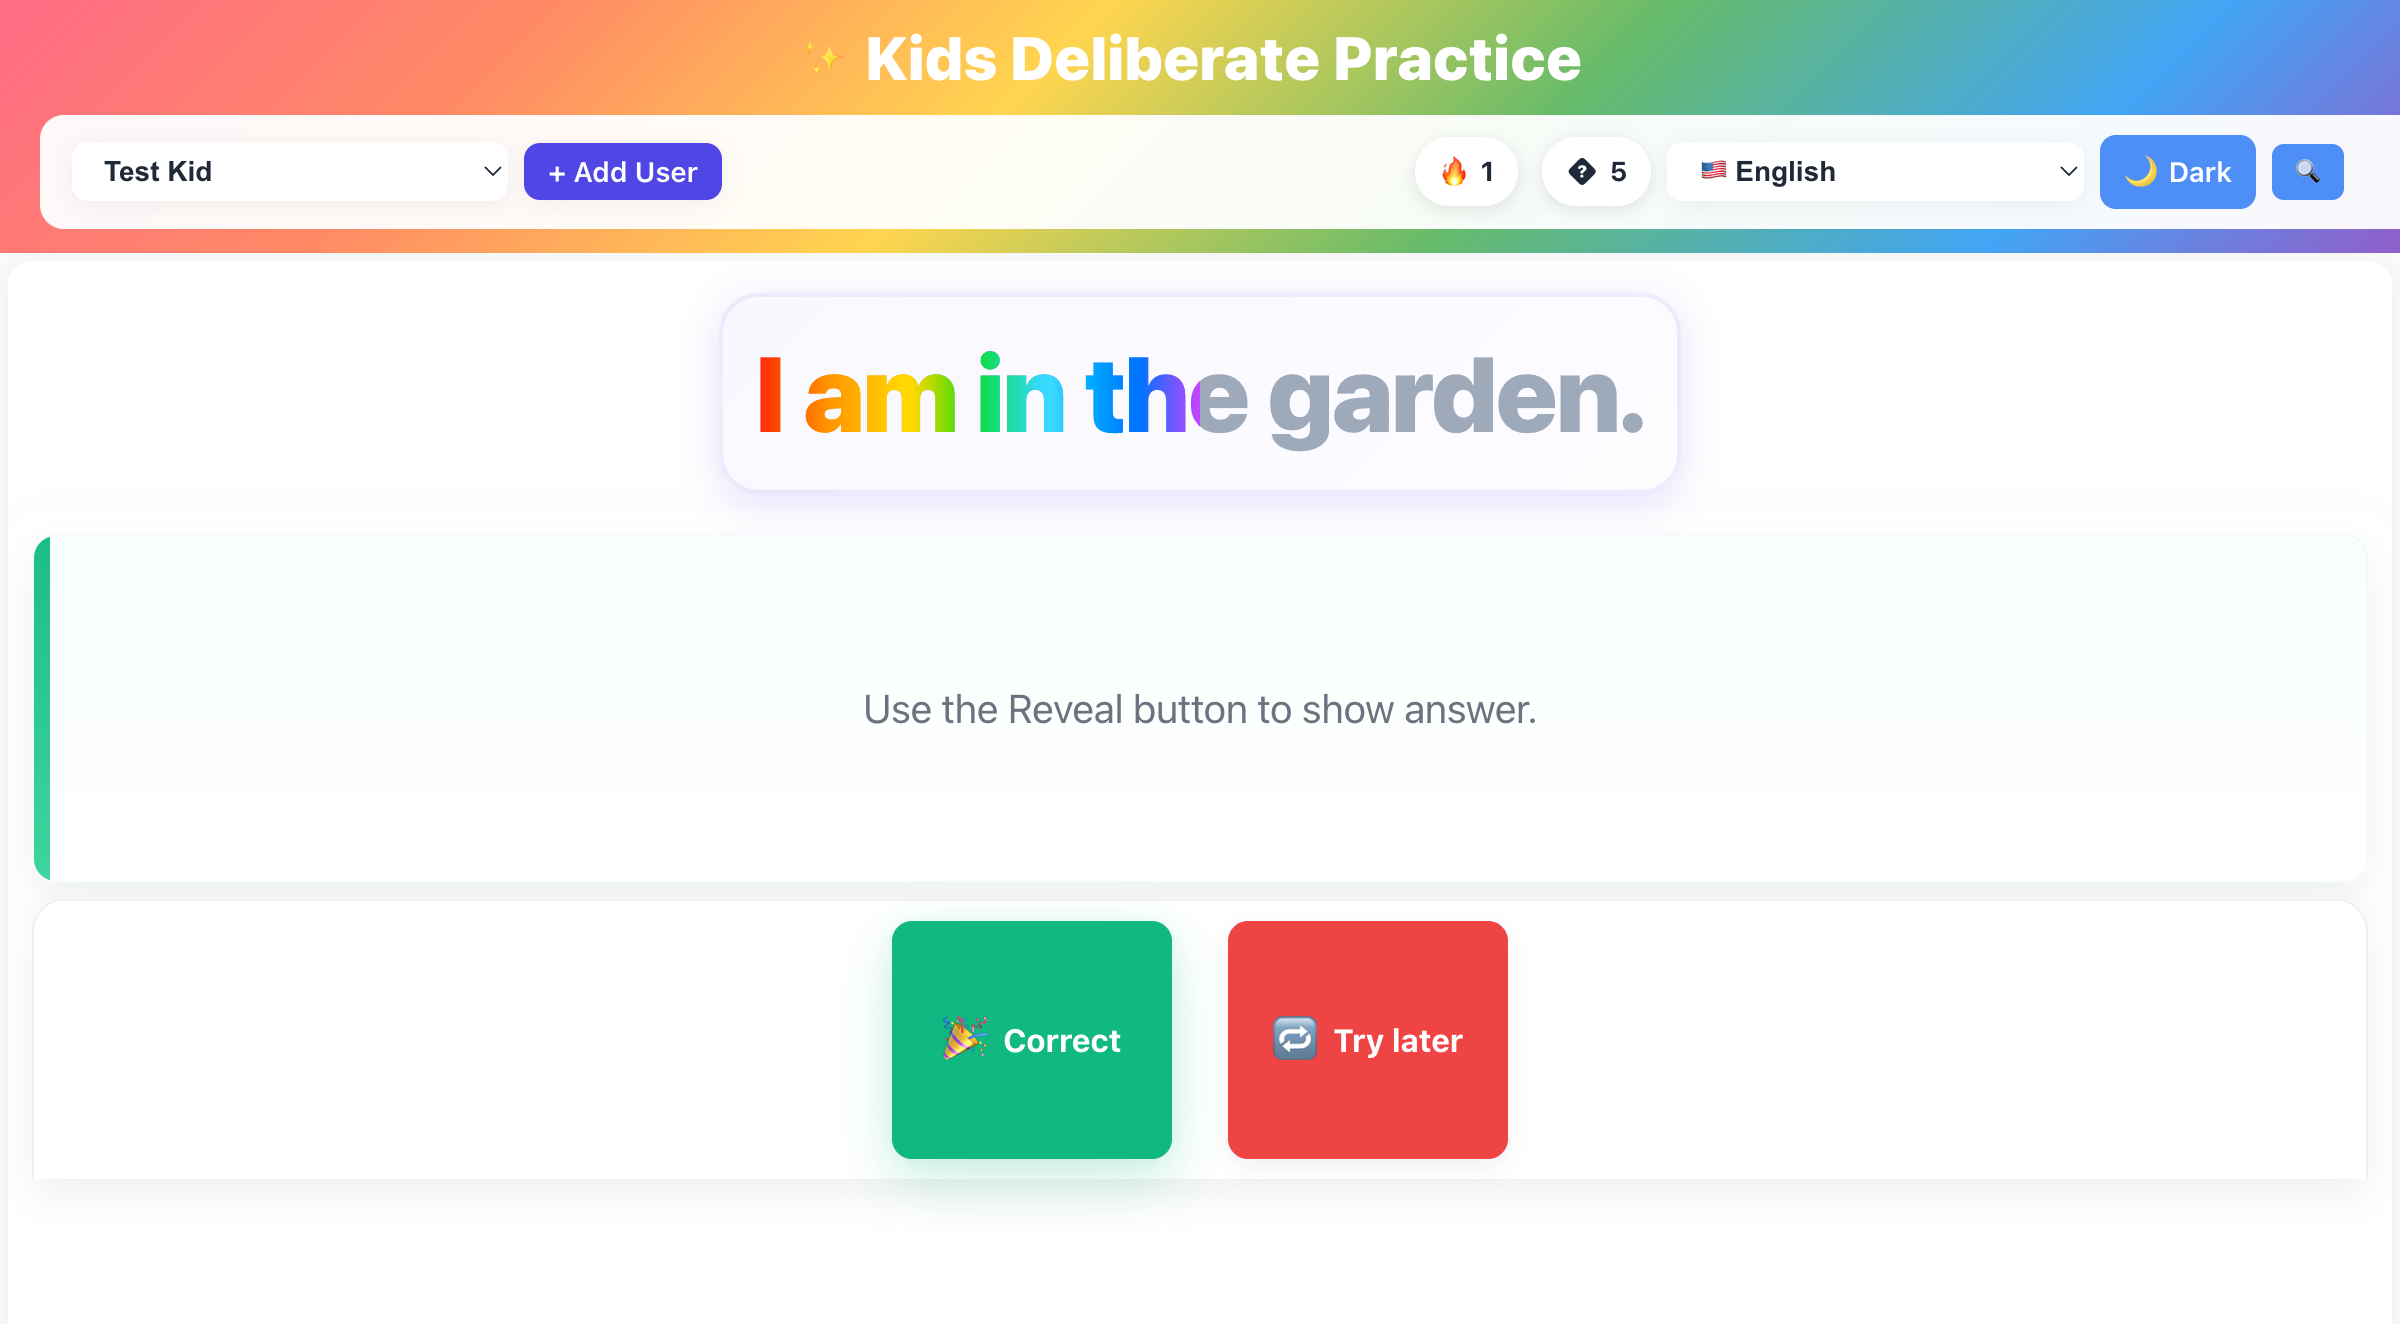 ✨ Kids Deliberate Practice
Test Kid
+ Add User
🔥 1
5
🇺🇸 English
🌙 Dark
🔍
I am in the garden.
Use the Reveal button to show answer.
🎉 Correct
🔁 Try later